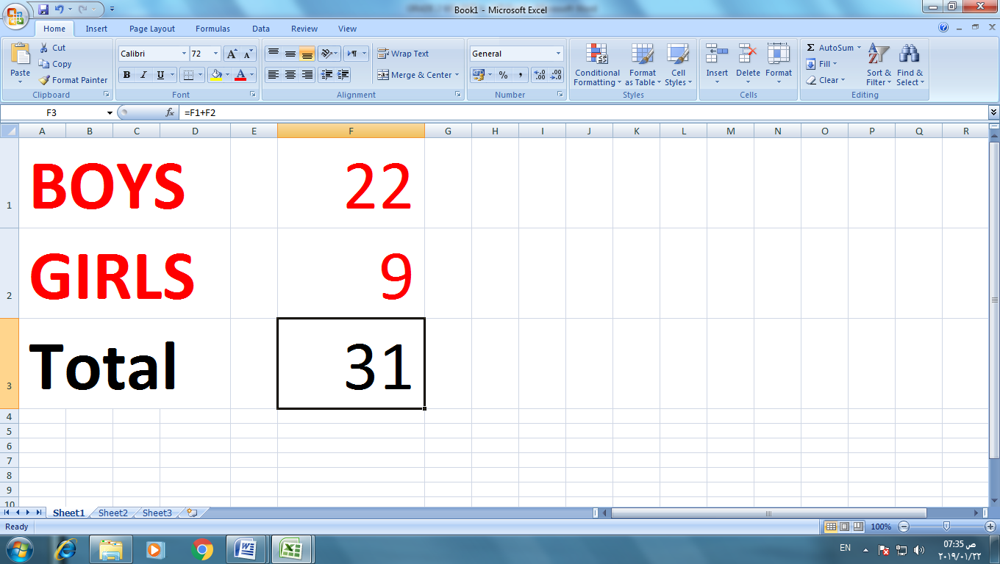 Book1 - Microsoft Excel
Home Insert Page Layout Formulas Data Review View
Paste Cut Copy Format Painter Clipboard
Calibri 72 B I U Font
Wrap Text Merge & Center Alignment
General % , Number
Conditional Formatting Format as Table Cell Styles Styles
Insert Delete Format Cells
Σ AutoSum Fill Clear Sort & Filter Find & Select Editing
F3 fx =F1+F2
A B C D E F G H I J K L M N O P Q R
1 BOYS 22
2 GIRLS 9
3 Total 31
4
5
6
7
8
9
10
Sheet1 Sheet2 Sheet3
Ready 100%
EN 07:35 ص
٢٠١٩/٠١/٢٢